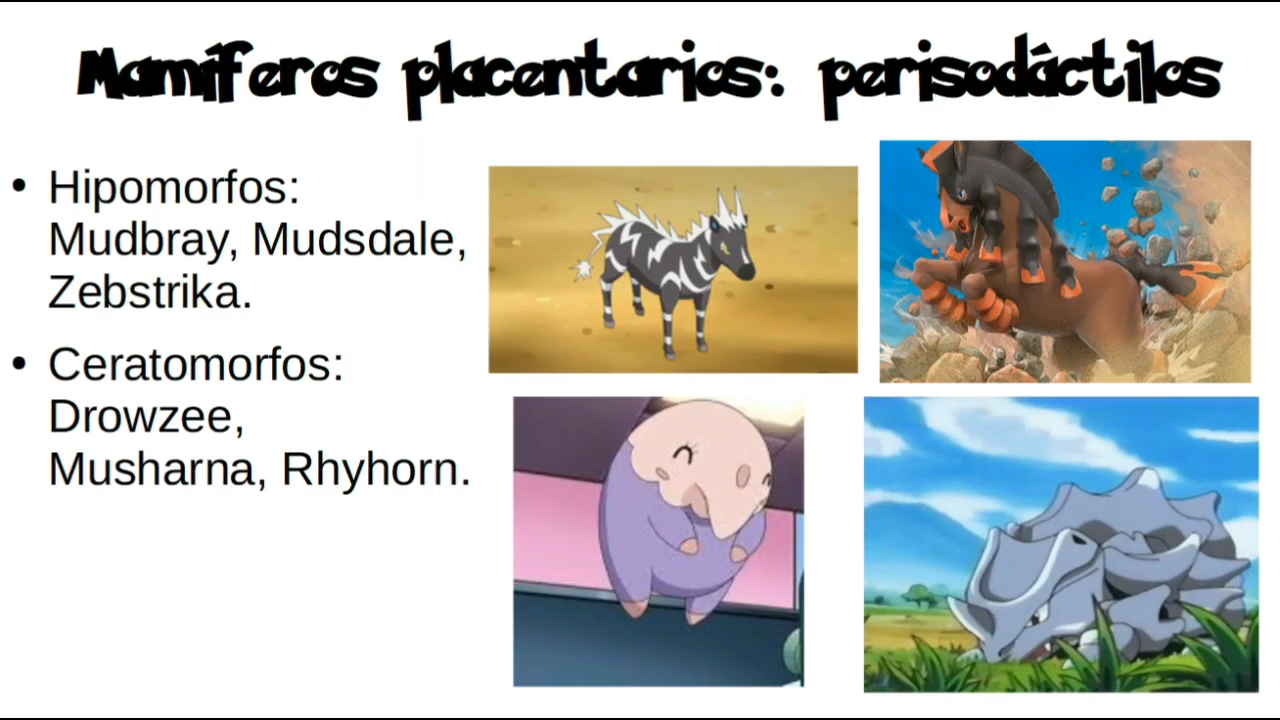 Mamíferos placentarios: perisodáctilos
• Hipomorfos:
Mudbray, Mudsdale,
Zebstrika.
• Ceratomorfos:
Drowzee,
Musharna, Rhyhorn.